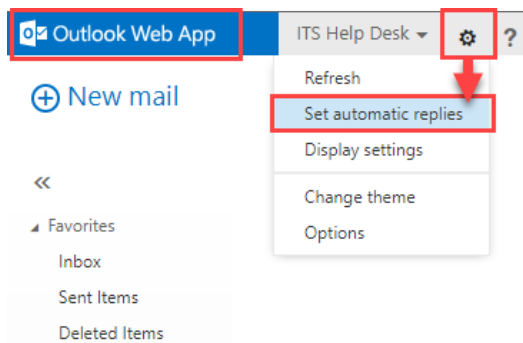 Outlook Web App
ITS Help Desk
?
New mail
Refresh
Set automatic replies
Display settings
Change theme
Options
Favorites
Inbox
Sent Items
Deleted Items